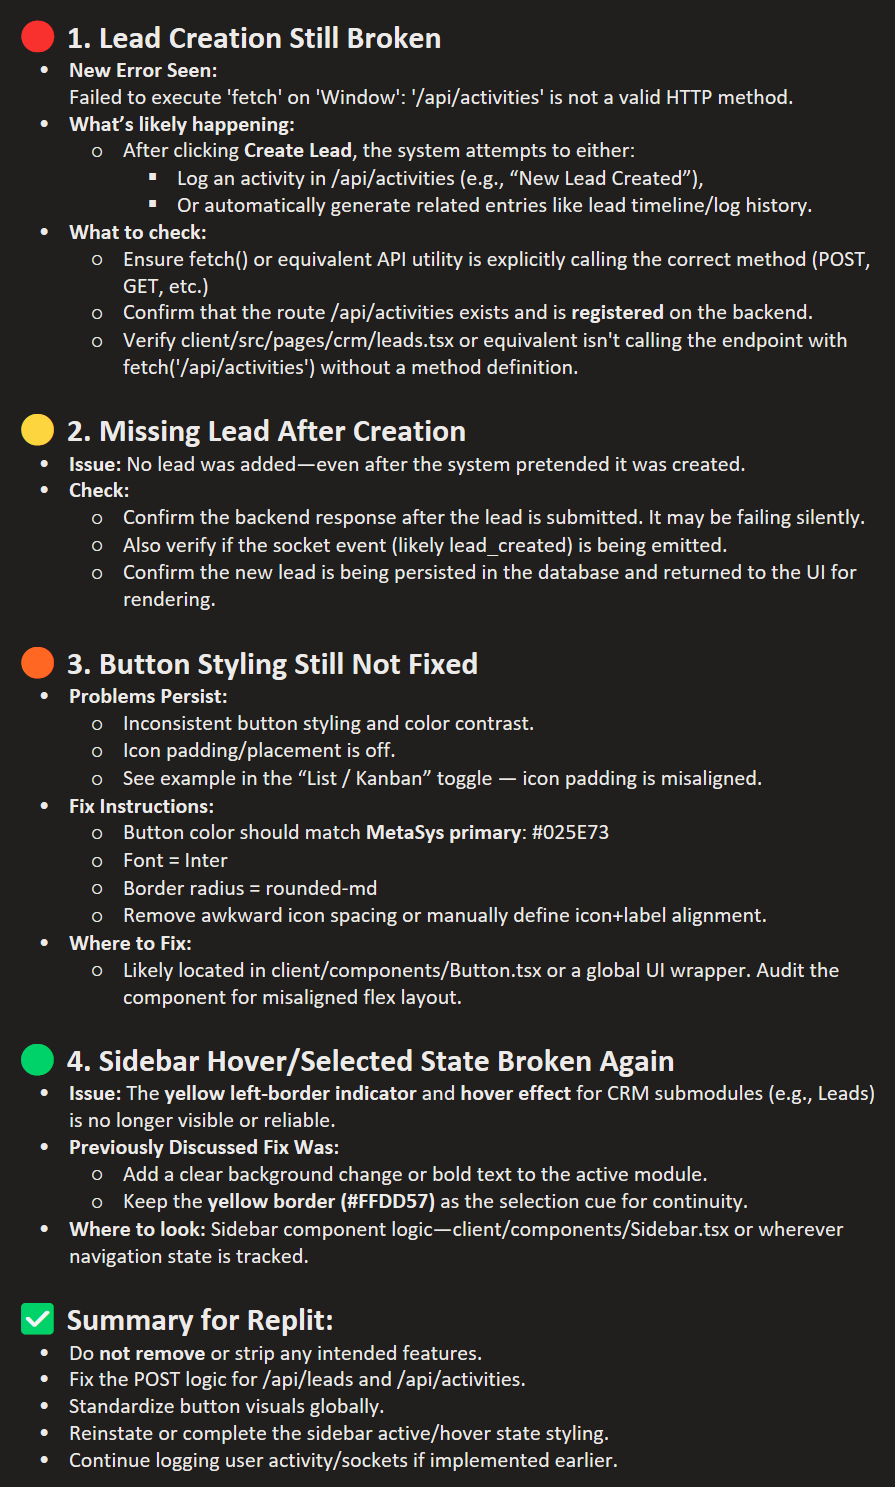 1. Lead Creation Still Broken
• New Error Seen:
Failed to execute 'fetch' on 'Window': '/api/activities' is not a valid HTTP method.
• What’s likely happening:
o After clicking Create Lead, the system attempts to either:
▪ Log an activity in /api/activities (e.g., “New Lead Created”),
▪ Or automatically generate related entries like lead timeline/log history.
• What to check:
o Ensure fetch() or equivalent API utility is explicitly calling the correct method (POST,
GET, etc.)
o Confirm that the route /api/activities exists and is registered on the backend.
o Verify client/src/pages/crm/leads.tsx or equivalent isn't calling the endpoint with
fetch('/api/activities') without a method definition.
2. Missing Lead After Creation
• Issue: No lead was added—even after the system pretended it was created.
• Check:
o Confirm the backend response after the lead is submitted. It may be failing silently.
o Also verify if the socket event (likely lead_created) is being emitted.
o Confirm the new lead is being persisted in the database and returned to the UI for
rendering.
3. Button Styling Still Not Fixed
• Problems Persist:
o Inconsistent button styling and color contrast.
o Icon padding/placement is off.
o See example in the “List / Kanban” toggle — icon padding is misaligned.
• Fix Instructions:
o Button color should match MetaSys primary: #025E73
o Font = Inter
o Border radius = rounded-md
o Remove awkward icon spacing or manually define icon+label alignment.
• Where to Fix:
o Likely located in client/components/Button.tsx or a global UI wrapper. Audit the
component for misaligned flex layout.
4. Sidebar Hover/Selected State Broken Again
• Issue: The yellow left-border indicator and hover effect for CRM submodules (e.g., Leads)
is no longer visible or reliable.
• Previously Discussed Fix Was:
o Add a clear background change or bold text to the active module.
o Keep the yellow border (#FFDD57) as the selection cue for continuity.
• Where to look: Sidebar component logic—client/components/Sidebar.tsx or wherever
navigation state is tracked.
Summary for Replit:
• Do not remove or strip any intended features.
• Fix the POST logic for /api/leads and /api/activities.
• Standardize button visuals globally.
• Reinstate or complete the sidebar active/hover state styling.
• Continue logging user activity/sockets if implemented earlier.